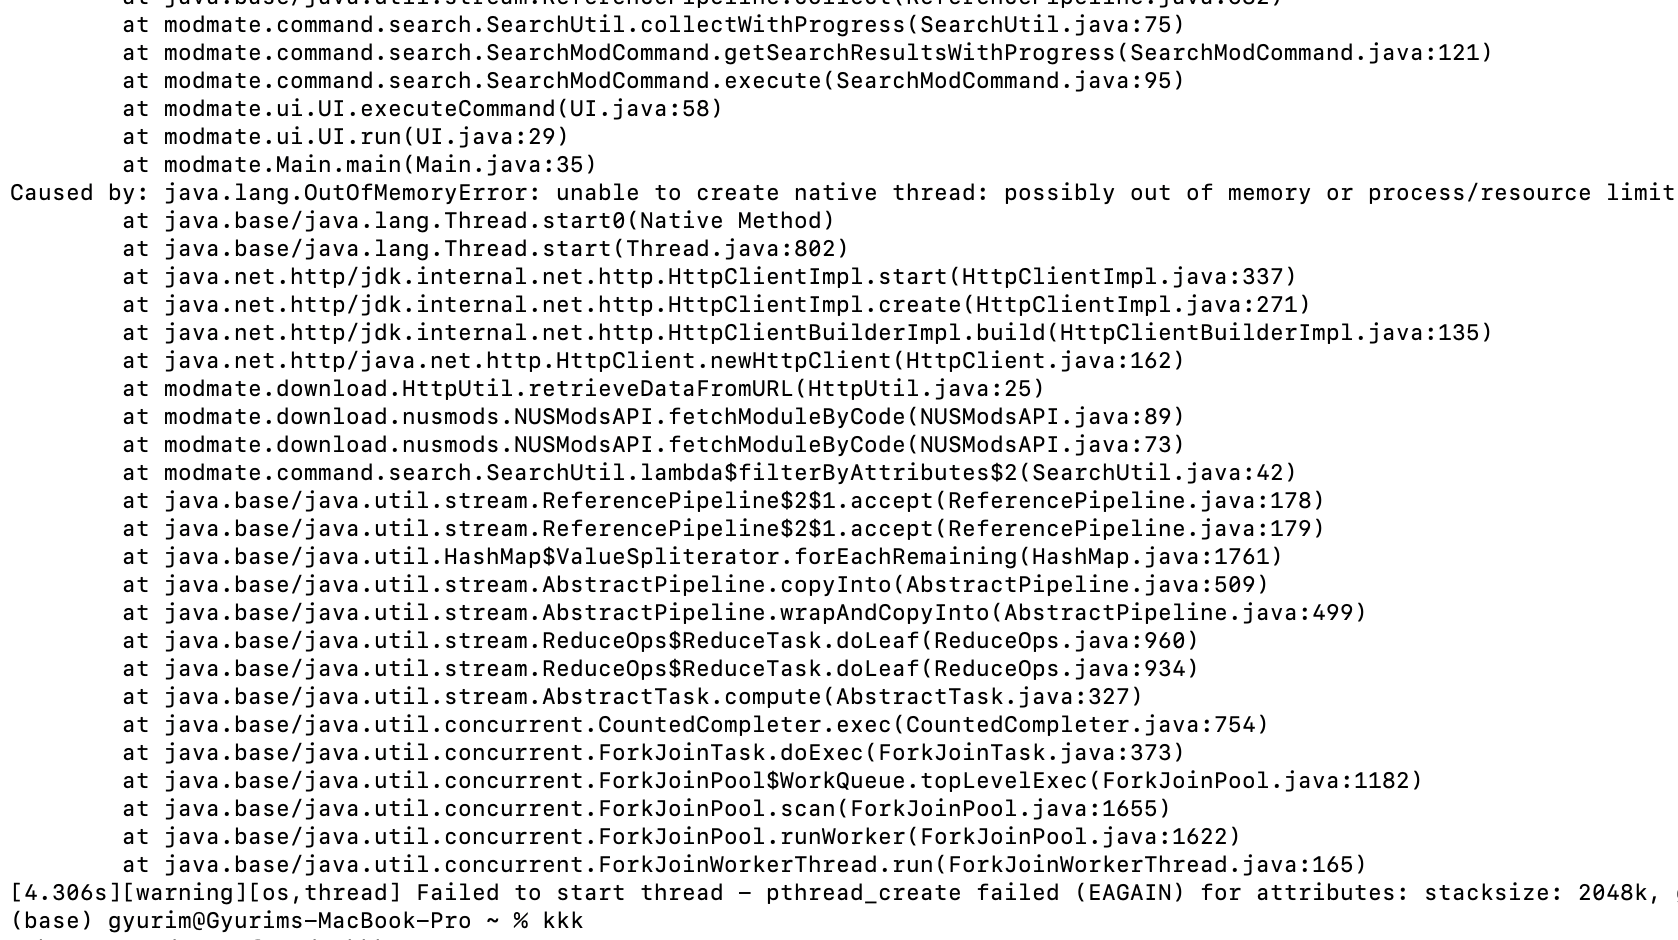 at java.base/java.util.stream.ReferencePipeline.collect(ReferencePipeline.java:682)
at modmate.command.search.SearchUtil.collectWithProgress(SearchUtil.java:75)
at modmate.command.search.SearchModCommand.getSearchResultsWithProgress(SearchModCommand.java:121)
at modmate.command.search.SearchModCommand.execute(SearchModCommand.java:95)
at modmate.ui.UI.executeCommand(UI.java:58)
at modmate.ui.UI.run(UI.java:29)
at modmate.Main.main(Main.java:35)
Caused by: java.lang.OutOfMemoryError: unable to create native thread: possibly out of memory or process/resource limit
at java.base/java.lang.Thread.start0(Native Method)
at java.base/java.lang.Thread.start(Thread.java:802)
at java.net.http/jdk.internal.net.http.HttpClientImpl.start(HttpClientImpl.java:337)
at java.net.http/jdk.internal.net.http.HttpClientImpl.create(HttpClientImpl.java:271)
at java.net.http/jdk.internal.net.http.HttpClientBuilderImpl.build(HttpClientBuilderImpl.java:135)
at java.net.http/java.net.http.HttpClient.newHttpClient(HttpClient.java:162)
at modmate.download.HttpUtil.retrieveDataFromURL(HttpUtil.java:25)
at modmate.download.nusmods.NUSModsAPI.fetchModuleByCode(NUSModsAPI.java:89)
at modmate.download.nusmods.NUSModsAPI.fetchModuleByCode(NUSModsAPI.java:73)
at modmate.command.search.SearchUtil.lambda$filterByAttributes$2(SearchUtil.java:42)
at java.base/java.util.stream.ReferencePipeline$2$1.accept(ReferencePipeline.java:178)
at java.base/java.util.stream.ReferencePipeline$2$1.accept(ReferencePipeline.java:179)
at java.base/java.util.HashMap$ValueSpliterator.forEachRemaining(HashMap.java:1761)
at java.base/java.util.stream.AbstractPipeline.copyInto(AbstractPipeline.java:509)
at java.base/java.util.stream.AbstractPipeline.wrapAndCopyInto(AbstractPipeline.java:499)
at java.base/java.util.stream.ReduceOps$ReduceTask.doLeaf(ReduceOps.java:960)
at java.base/java.util.stream.ReduceOps$ReduceTask.doLeaf(ReduceOps.java:934)
at java.base/java.util.stream.AbstractTask.compute(AbstractTask.java:327)
at java.base/java.util.concurrent.CountedCompleter.exec(CountedCompleter.java:754)
at java.base/java.util.concurrent.ForkJoinTask.doExec(ForkJoinTask.java:373)
at java.base/java.util.concurrent.ForkJoinPool$WorkQueue.topLevelExec(ForkJoinPool.java:1182)
at java.base/java.util.concurrent.ForkJoinPool.scan(ForkJoinPool.java:1655)
at java.base/java.util.concurrent.ForkJoinPool.runWorker(ForkJoinPool.java:1622)
at java.base/java.util.concurrent.ForkJoinWorkerThread.run(ForkJoinWorkerThread.java:165)
[4.306s][warning][os,thread] Failed to start thread – pthread_create failed (EAGAIN) for attributes: stacksize: 2048k,
(base) gyurim@Gyurims-MacBook-Pro ~ % kkk